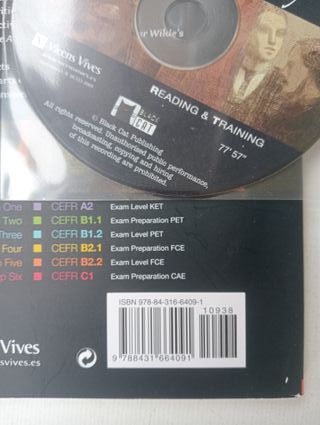 r Wilde's
Vicens Vives
READING & TRAINING
77' 57"
BLACK
CAT
© Black Cat Publishing
All rights reserved. Unauthorised public performance,
broadcasting, copying and hiring
of this recording are prohibited.
One CEFR A2 Exam Level KET
Two CEFR B1.1 Exam Preparation PET
Three CEFR B1.2 Exam Level PET
Four CEFR B2.1 Exam Preparation FCE
Five CEFR B2.2 Exam Level FCE
p Six CEFR C1 Exam Preparation CAE
ISBN 978-84-316-6409-1
10938
9 788431 664091
Vives
svives.es